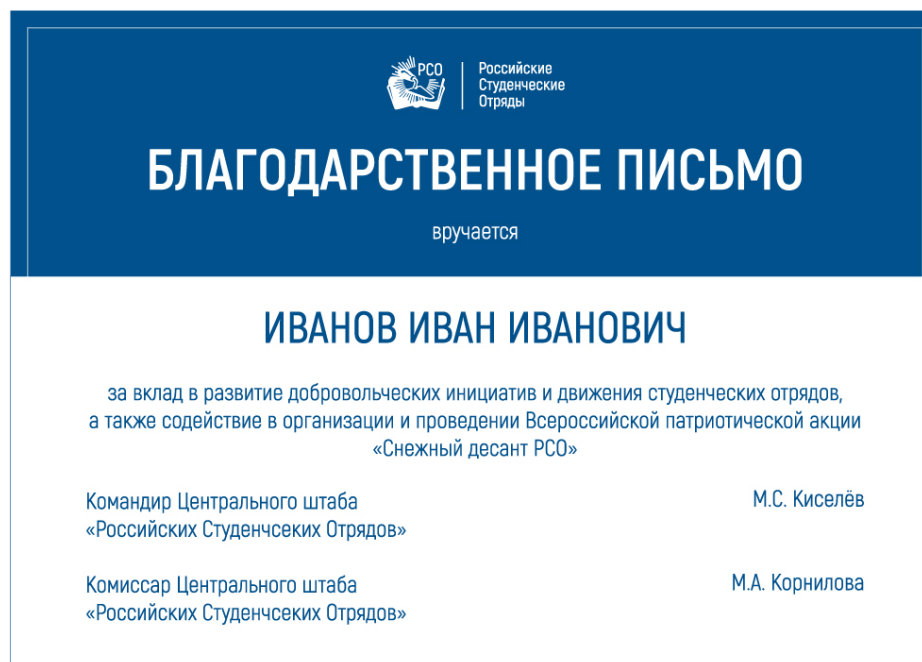 РСО
Российские
Студенческие
Отряды
БЛАГОДАРСТВЕННОЕ ПИСЬМО
вручается
ИВАНОВ ИВАН ИВАНОВИЧ
за вклад в развитие добровольческих инициатив и движения студенческих отрядов,
а также содействие в организации и проведении Всероссийской патриотической акции
«Снежный десант РСО»
Командир Центрального штаба
«Российских Студенчсеких Отрядов»
М.С. Киселёв
Комиссар Центрального штаба
«Российских Студенчсеких Отрядов»
М.А. Корнилова